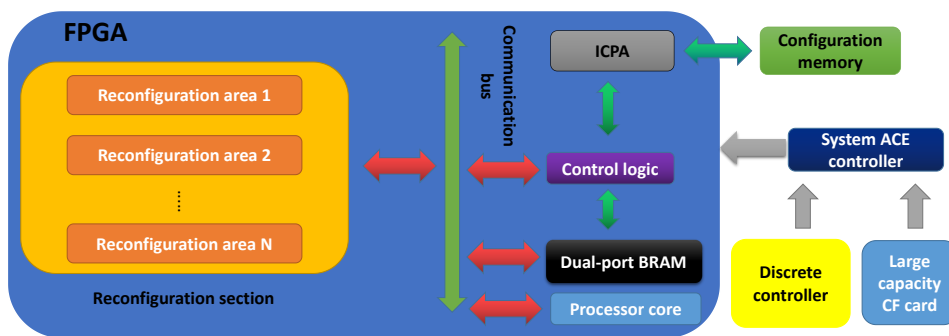 FPGA
Reconfiguration area 1
Reconfiguration area 2
......
Reconfiguration area N
Reconfiguration section
Communication
bus
ICPA
Control logic
Dual-port BRAM
Processor core
Configuration
memory
System ACE
controller
Discrete
controller
Large
capacity
CF card